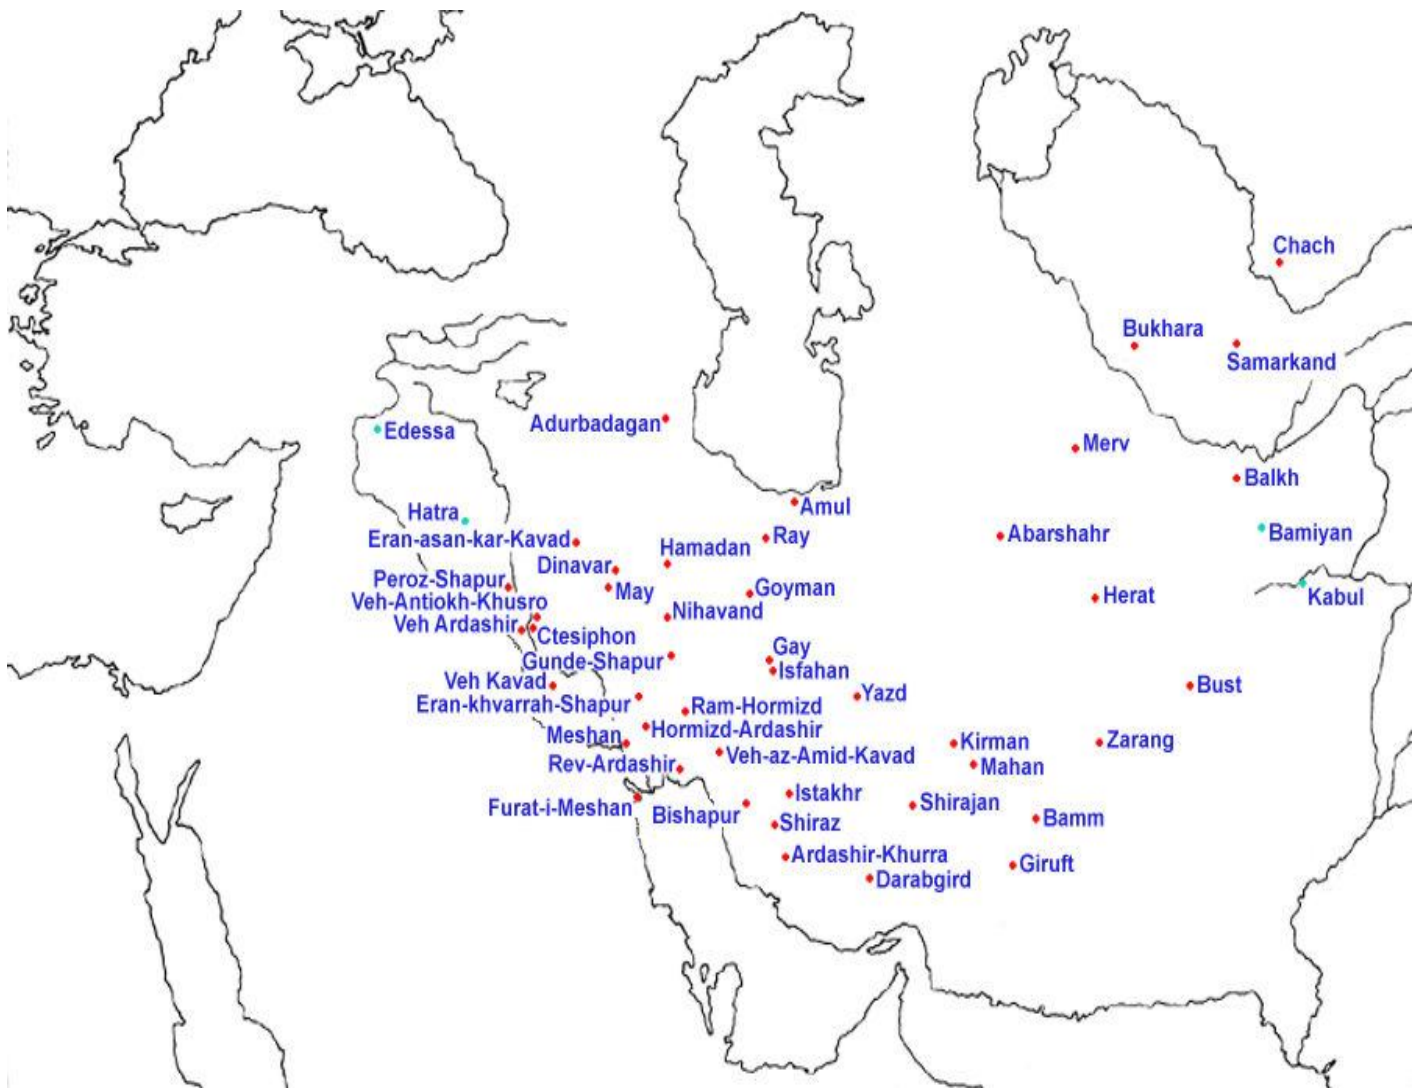 Chach
Bukhara
Samarkand
Adurbadagan
Edessa
Merv
Balkh
Amul
Hatra
Bamiyan
Eran-asan-kar-Kavad
Ray
Abarshahr
Hamadan
Dinavar
Peroz-Shapur
May
Goyman
Kabul
Herat
Veh-Antiokh-Khusro
Nihavand
Veh Ardashir
Ctesiphon
Gay
Gunde-Shapur
Isfahan
Veh Kavad
Bust
Yazd
Eran-khvarrah-Shapur
Ram-Hormizd
Hormizd-Ardashir
Meshan
Kirman
Zarang
Veh-az-Amid-Kavad
Rev-Ardashir
Mahan
Istakhr
Furat-i-Meshan
Shirajan
Bishapur
Shiraz
Bamm
Ardashir-Khurra
Giruft
Darabgird